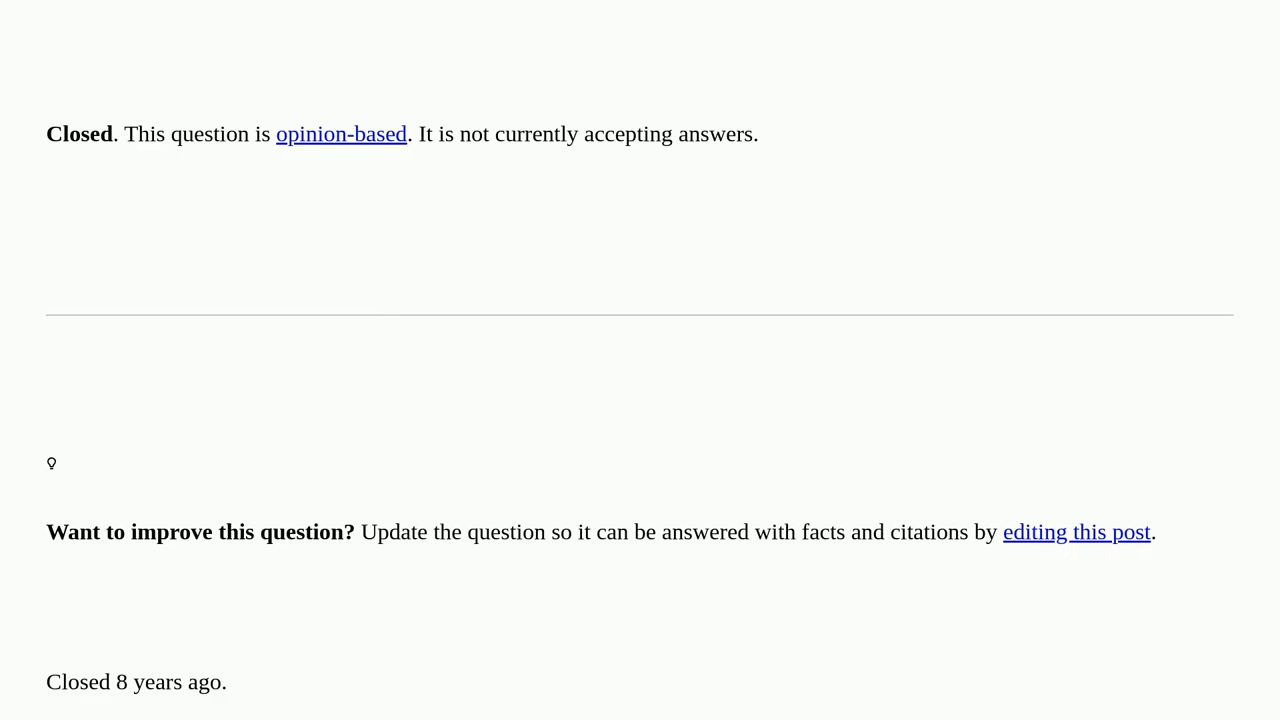 Closed. This question is opinion-based. It is not currently accepting answers.
Want to improve this question? Update the question so it can be answered with facts and citations by editing this post.
Closed 8 years ago.